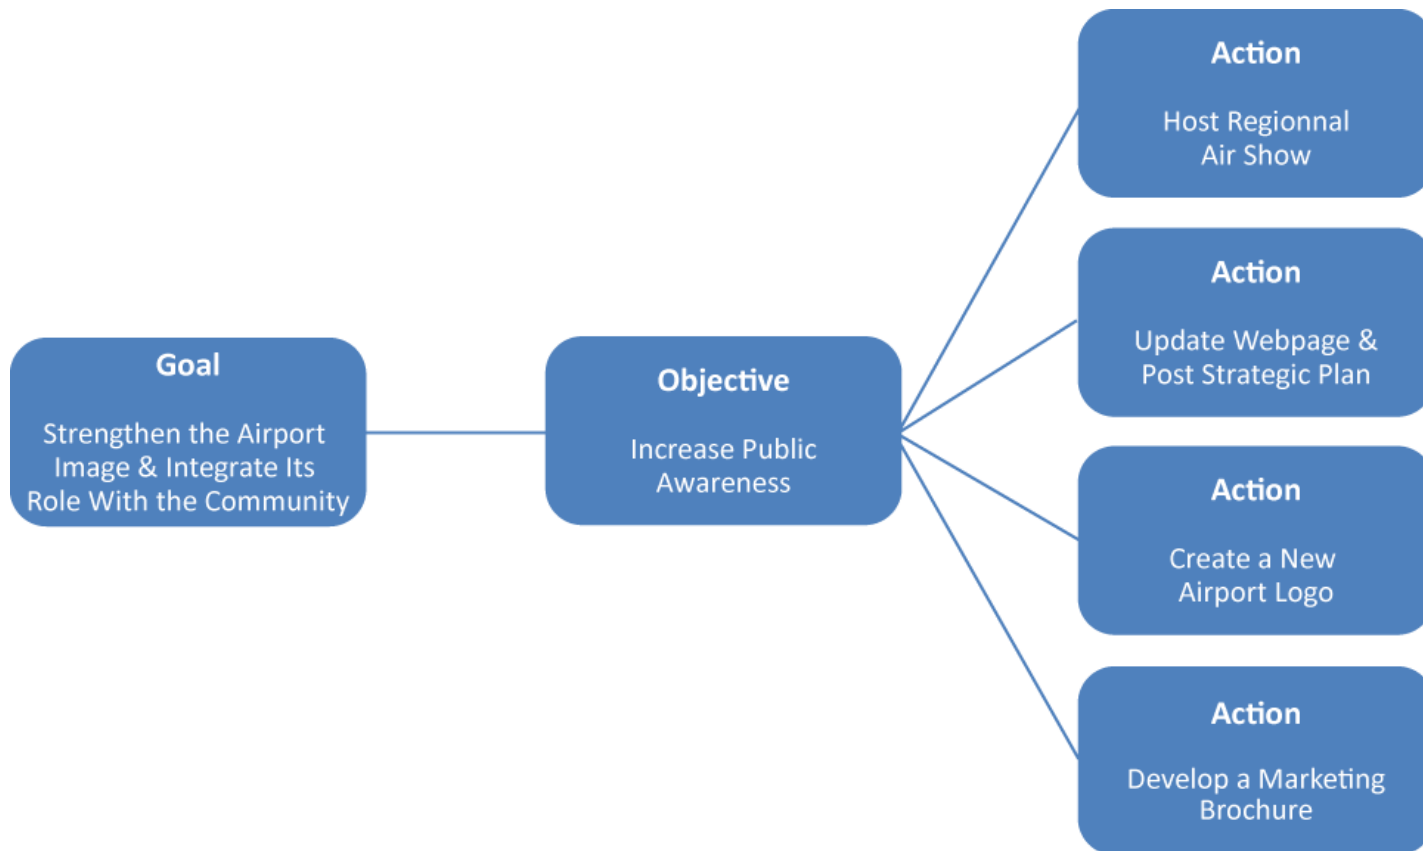 Goal
Strengthen the Airport
Image & Integrate Its
Role With the Community
Objective
Increase Public
Awareness
Action
Host Regionnal
Air Show
Action
Update Webpage &
Post Strategic Plan
Action
Create a New
Airport Logo
Action
Develop a Marketing
Brochure